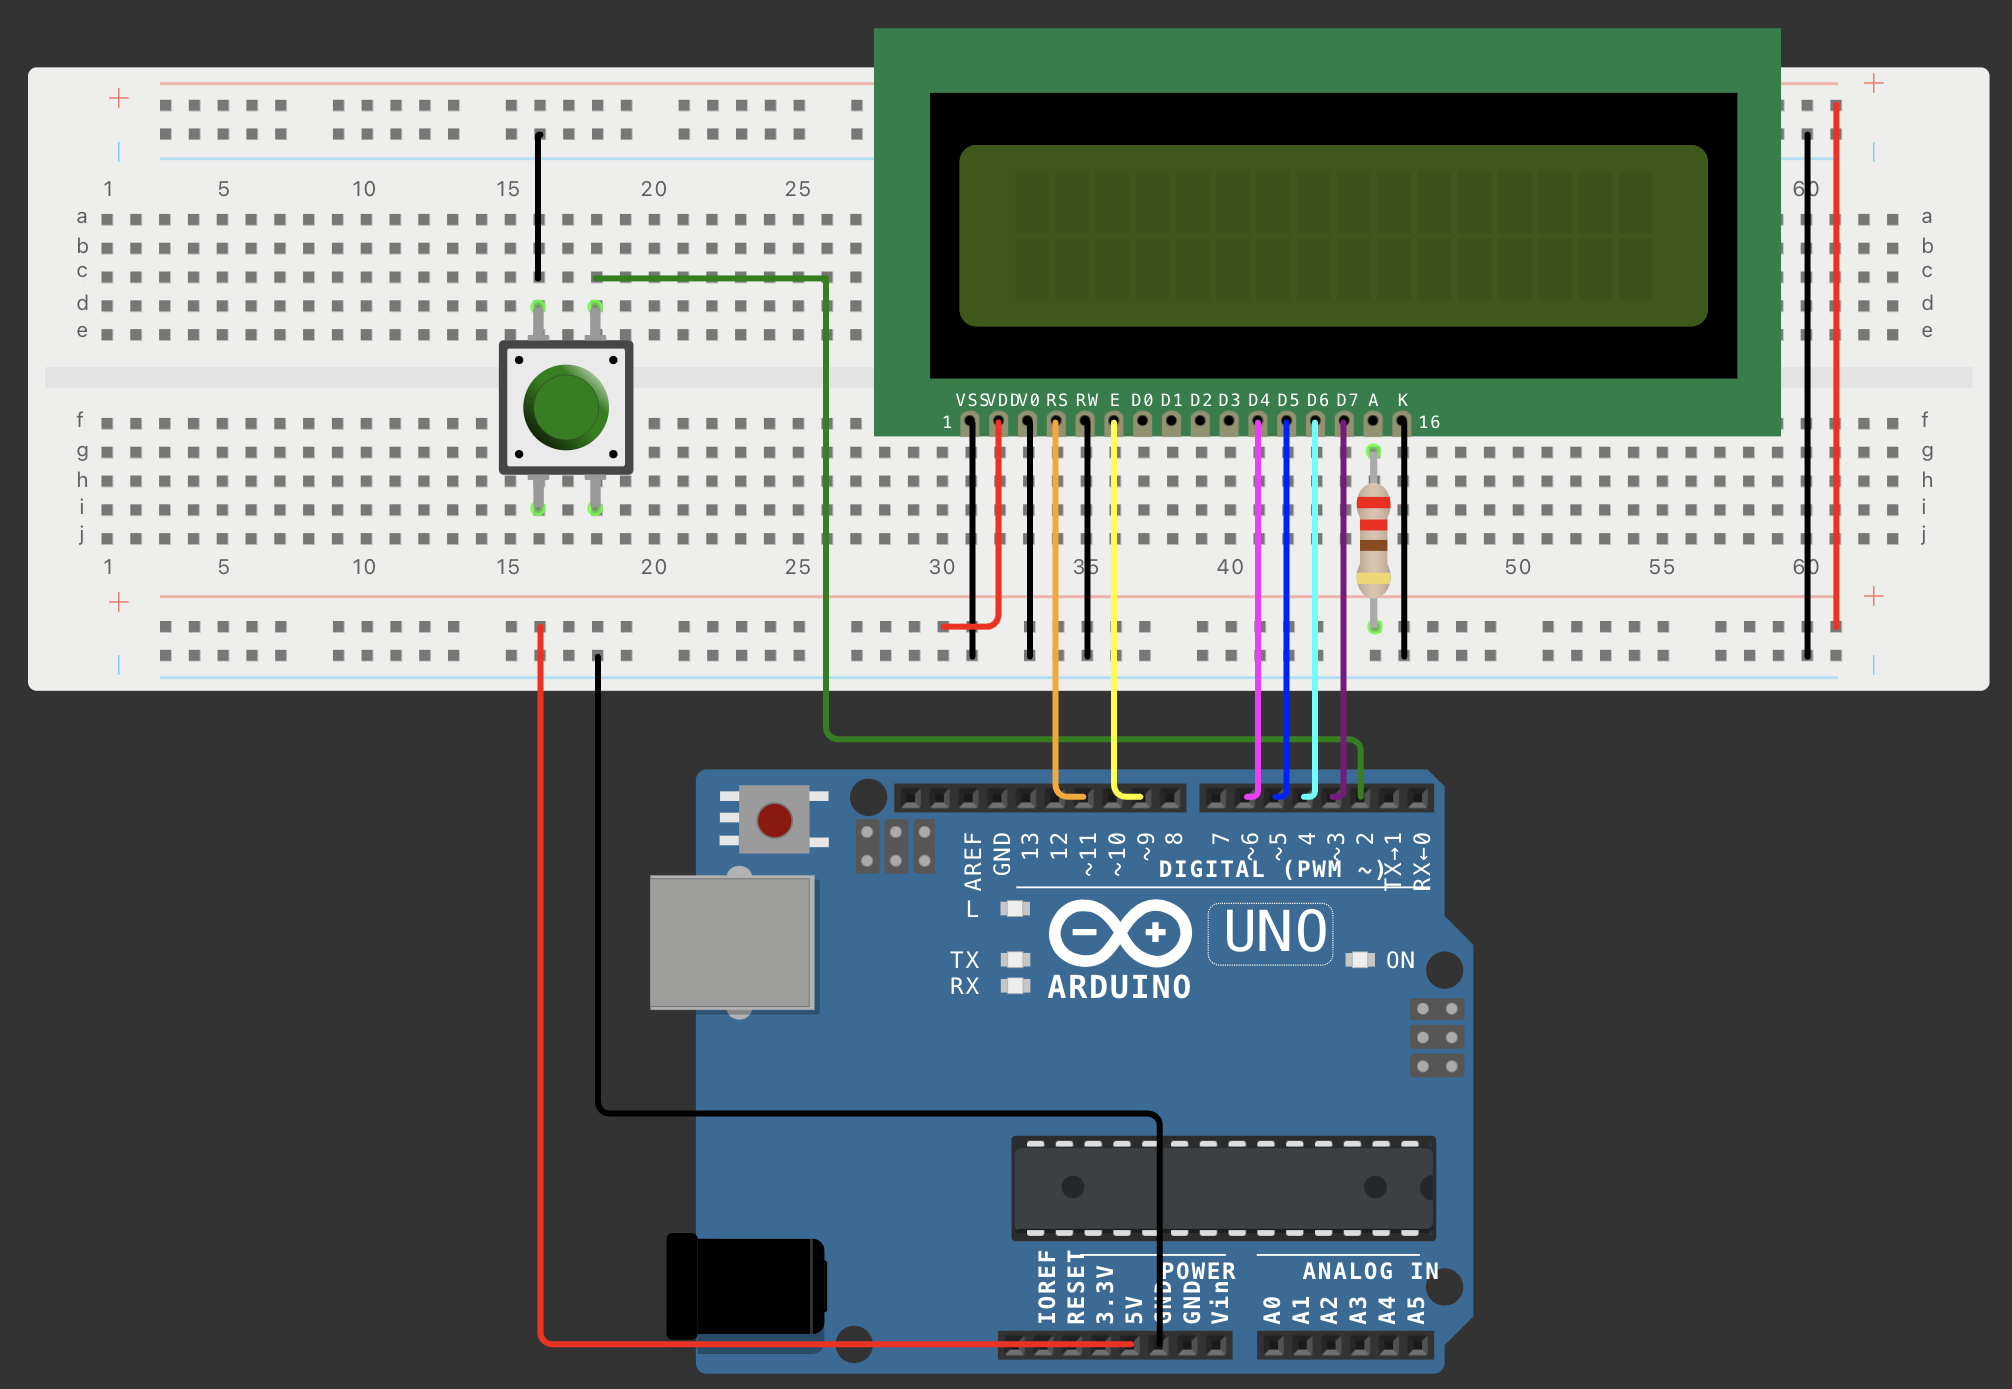 1 5 10 15 20 25 60
a a
b b
c c
d d
e e
VSS VDD V0 RS RW E D0 D1 D2 D3 D4 D5 D6 D7 A K
1 16
f f
g g
h h
i i
j j
1 5 10 15 20 25 30 35 40 50 55 60
AREF GND 13 12 ~11 ~10 ~9 8 7 ~6 ~5 4 ~3 2 TX→1 RX←0
DIGITAL (PWM ~)
L
UNO
TX ON
RX ARDUINO
POWER ANALOG IN
IOREF RESET 3.3V 5V GND GND Vin A0 A1 A2 A3 A4 A5